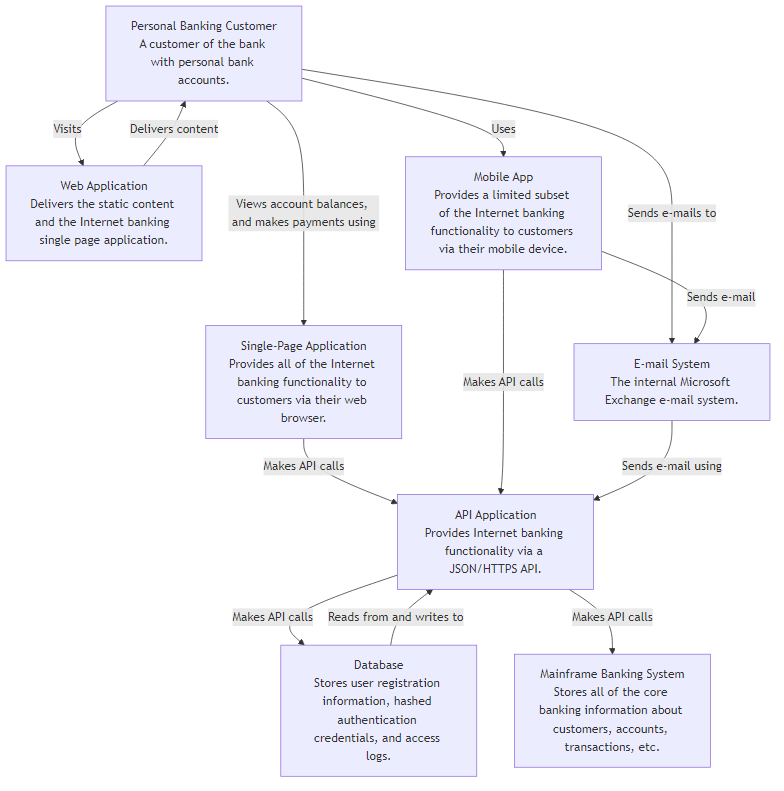 Personal Banking Customer
A customer of the bank
with personal bank
accounts.
Visits
Delivers content
Uses
Web Application
Delivers the static content
and the Internet banking
single page application.
Mobile App
Provides a limited subset
of the Internet banking
functionality to customers
via their mobile device.
Views account balances,
and makes payments using
Sends e-mails to
Sends e-mail
Single-Page Application
Provides all of the Internet
banking functionality to
customers via their web
browser.
Makes API calls
E-mail System
The internal Microsoft
Exchange e-mail system.
Makes API calls
Sends e-mail using
API Application
Provides Internet banking
functionality via a
JSON/HTTPS API.
Makes API calls
Reads from and writes to
Makes API calls
Database
Stores user registration
information, hashed
authentication
credentials, and access
logs.
Mainframe Banking System
Stores all of the core
banking information about
customers, accounts,
transactions, etc.